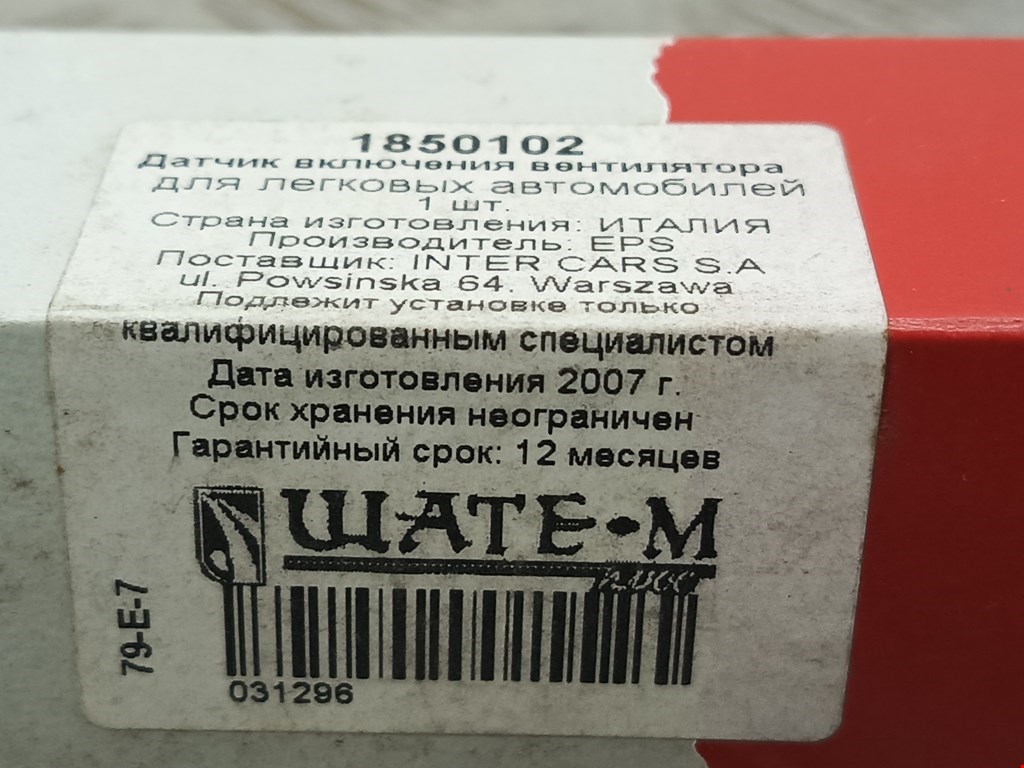 1850102
Датчик включения вентилятора
для легковых автомобилей
1 шт.
Страна изготовления: ИТАЛИЯ
Производитель: EPS
Поставщик: INTER CARS S.A
ul. Powsinska 64. Warszawa
Подлежит установке только
квалифицированным специалистом
Дата изготовления 2007 г.
Срок хранения неограничен
Гарантийный срок: 12 месяцев
ШАТЕ-М
плюс
79-E-7
031296